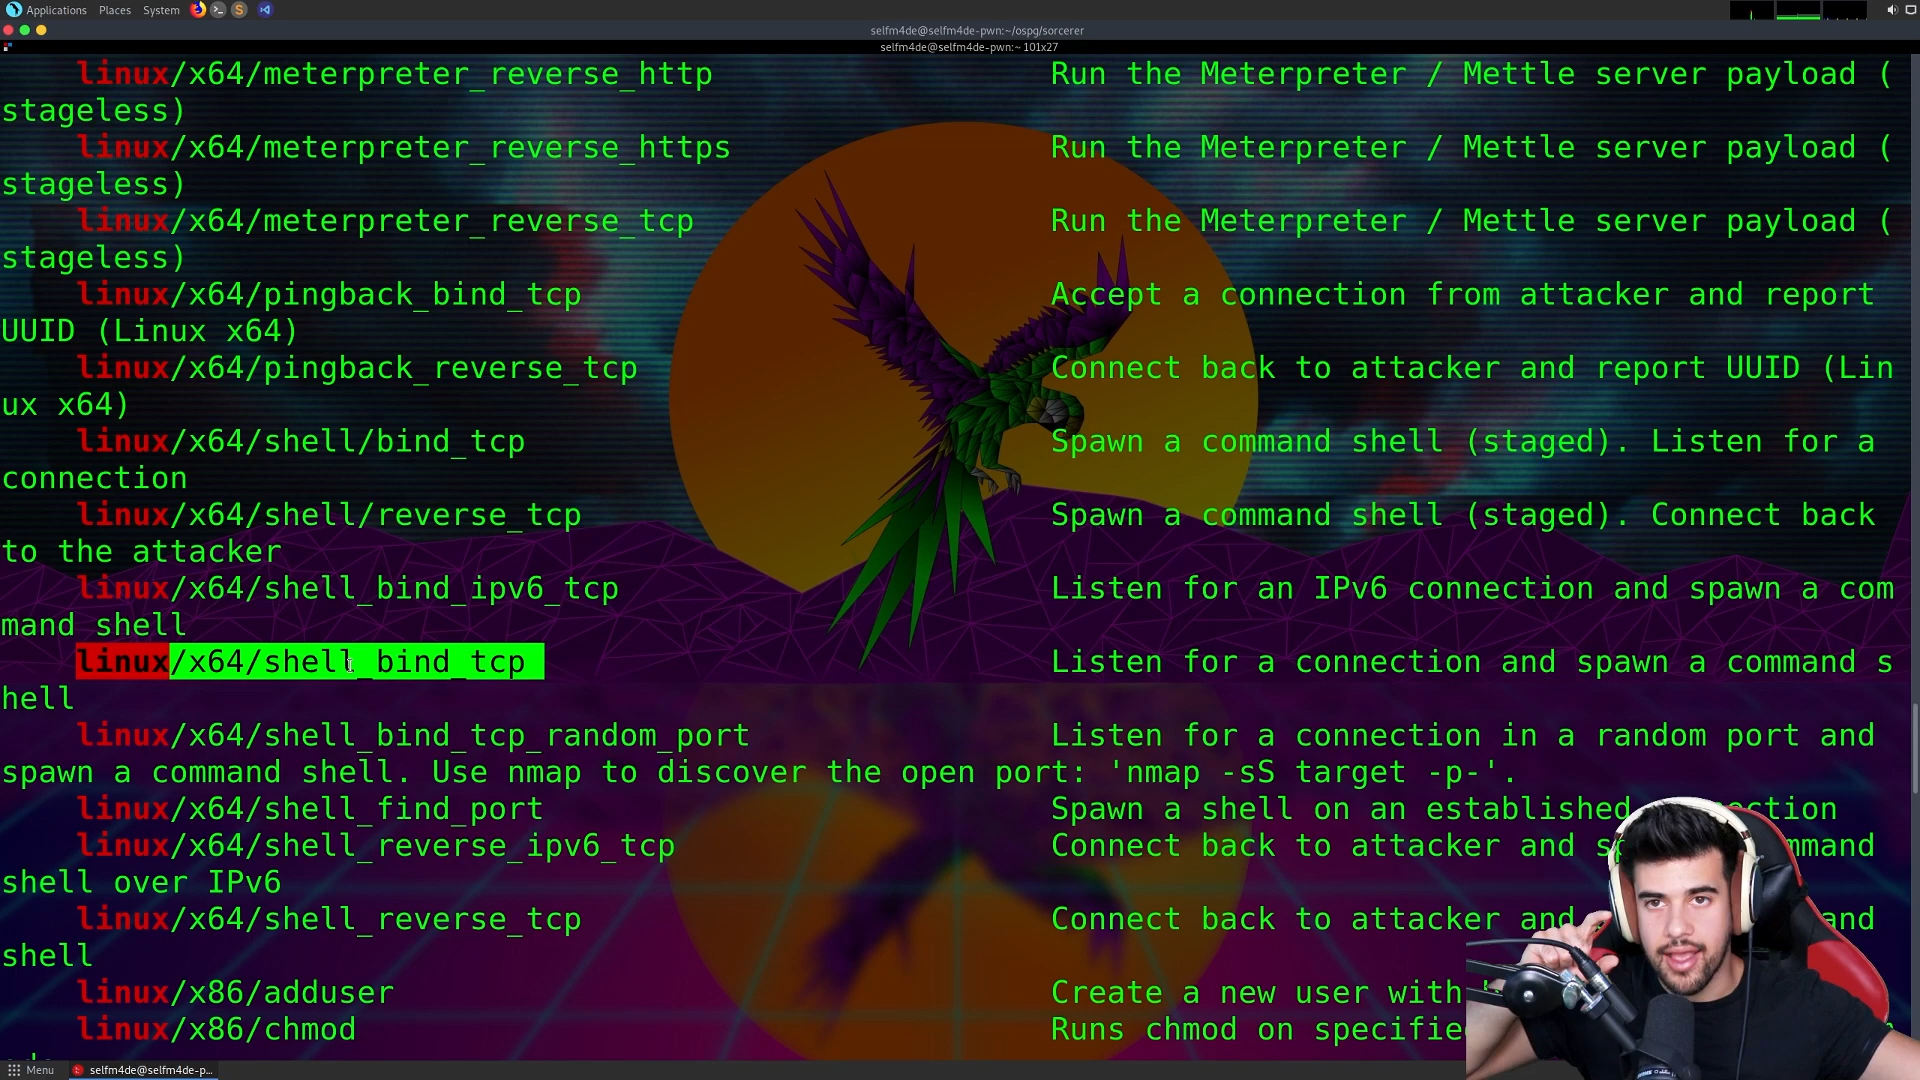 Applications Places System
selfm4de@selfm4de-pwn:~/ospg/sorcerer
selfm4de@selfm4de-pwn:~ 101x27
linux/x64/meterpreter_reverse_http Run the Meterpreter / Mettle server payload (
stageless)
linux/x64/meterpreter_reverse_https Run the Meterpreter / Mettle server payload (
stageless)
linux/x64/meterpreter_reverse_tcp Run the Meterpreter / Mettle server payload (
stageless)
linux/x64/pingback_bind_tcp Accept a connection from attacker and report
UUID (Linux x64)
linux/x64/pingback_reverse_tcp Connect back to attacker and report UUID (Lin
ux x64)
linux/x64/shell/bind_tcp Spawn a command shell (staged). Listen for a
connection
linux/x64/shell/reverse_tcp Spawn a command shell (staged). Connect back
to the attacker
linux/x64/shell_bind_ipv6_tcp Listen for an IPv6 connection and spawn a com
mand shell
linux/x64/shell_bind_tcp Listen for a connection and spawn a command s
hell
linux/x64/shell_bind_tcp_random_port Listen for a connection in a random port and
spawn a command shell. Use nmap to discover the open port: 'nmap -sS target -p-'.
linux/x64/shell_find_port Spawn a shell on an established
linux/x64/shell_reverse_ipv6_tcp Connect back to attacker and
shell over IPv6
linux/x64/shell_reverse_tcp Connect back to attacker and
shell
linux/x86/adduser Create a new user with
linux/x86/chmod Runs chmod on
Menu selfm4de@selfm4de-p...